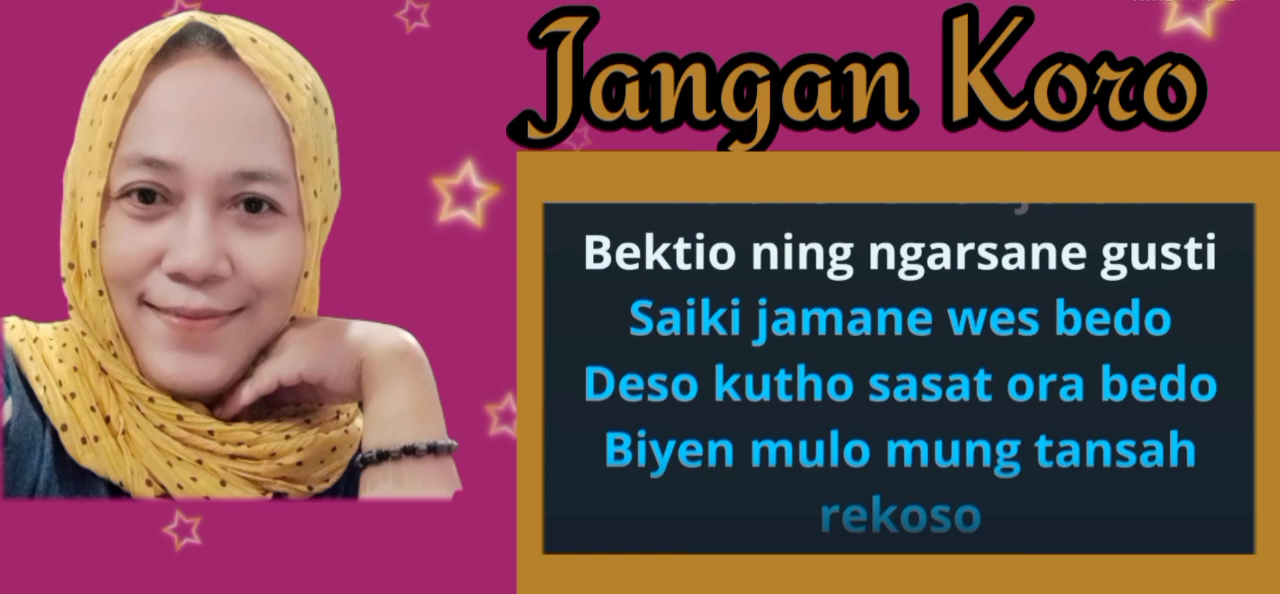 Jangan Koro
Bektio ning ngarsane gusti
Saiki jamane wes bedo
Deso kutho sasat ora bedo
Biyen mulo mung tansah
rekoso